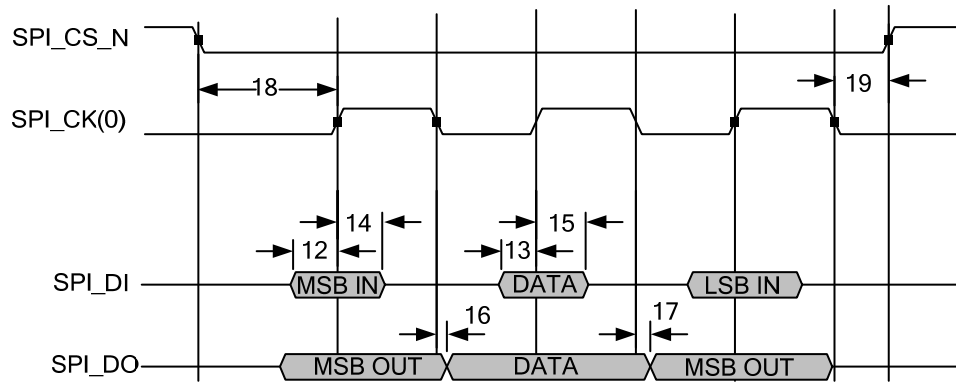 SPI_CS_N
18
19
SPI_CK(0)
14
15
12
13
SPI_DI
MSB IN
DATA
LSB IN
16
17
SPI_DO
MSB OUT
DATA
MSB OUT